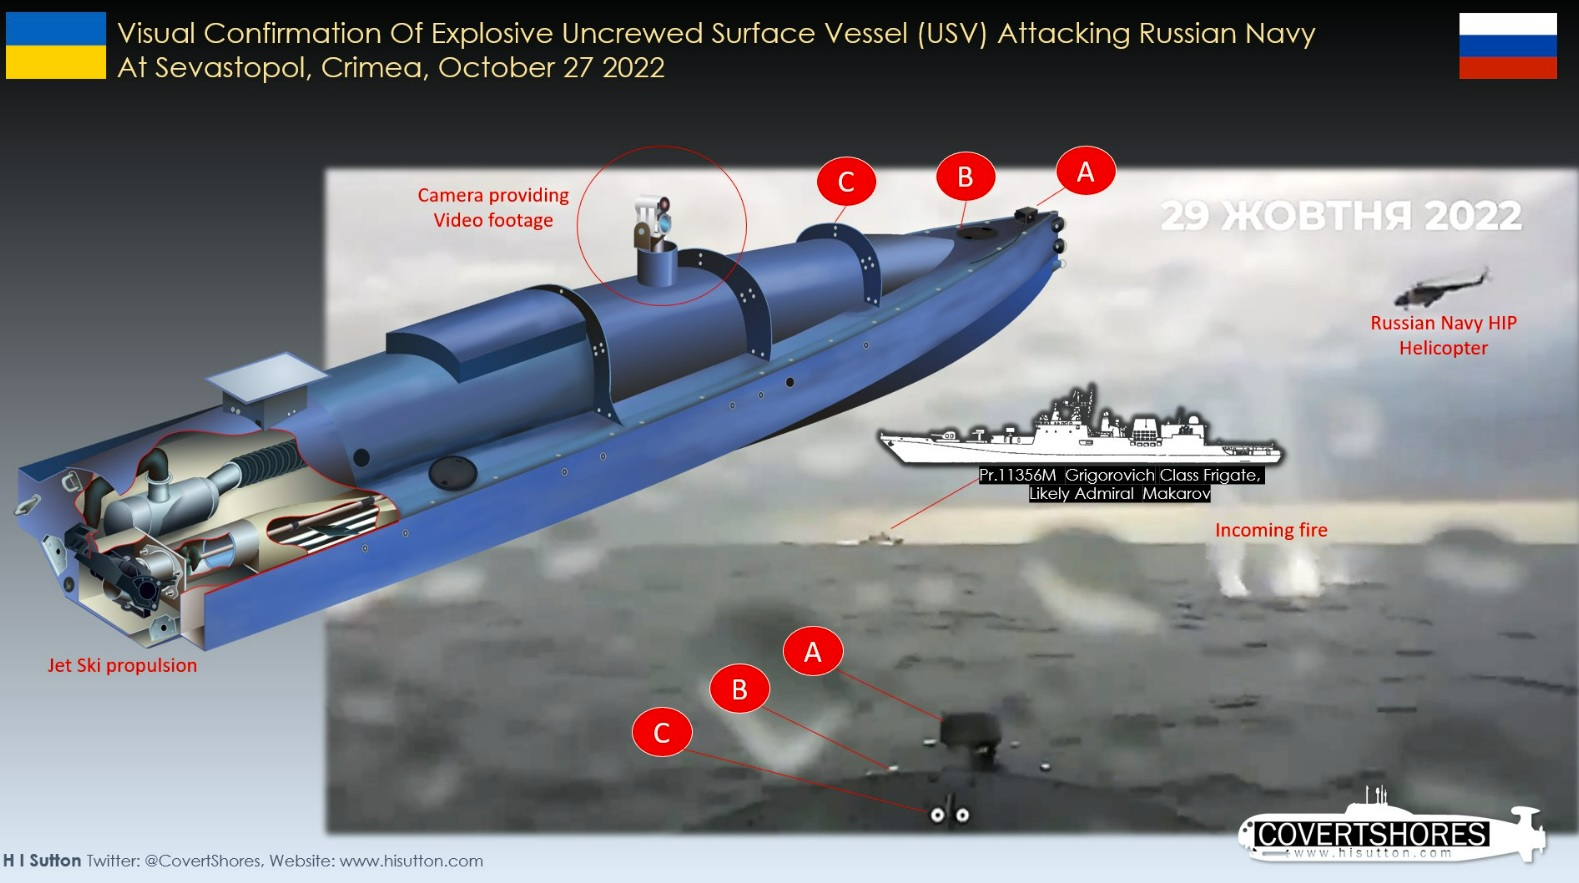 Visual Confirmation Of Explosive Uncrewed Surface Vessel (USV) Attacking Russian Navy
At Sevastopol, Crimea, October 27 2022
C
B
A
Camera providing
Video footage
29 ЖОВТНЯ 2022
Russian Navy HIP
Helicopter
Pr.11356M Grigorovich Class Frigate,
Likely Admiral Makarov
Incoming fire
A
B
C
Jet Ski propulsion
COVERTSHORES
www.hisutton.com
H I Sutton Twitter: @CovertShores, Website: www.hisutton.com